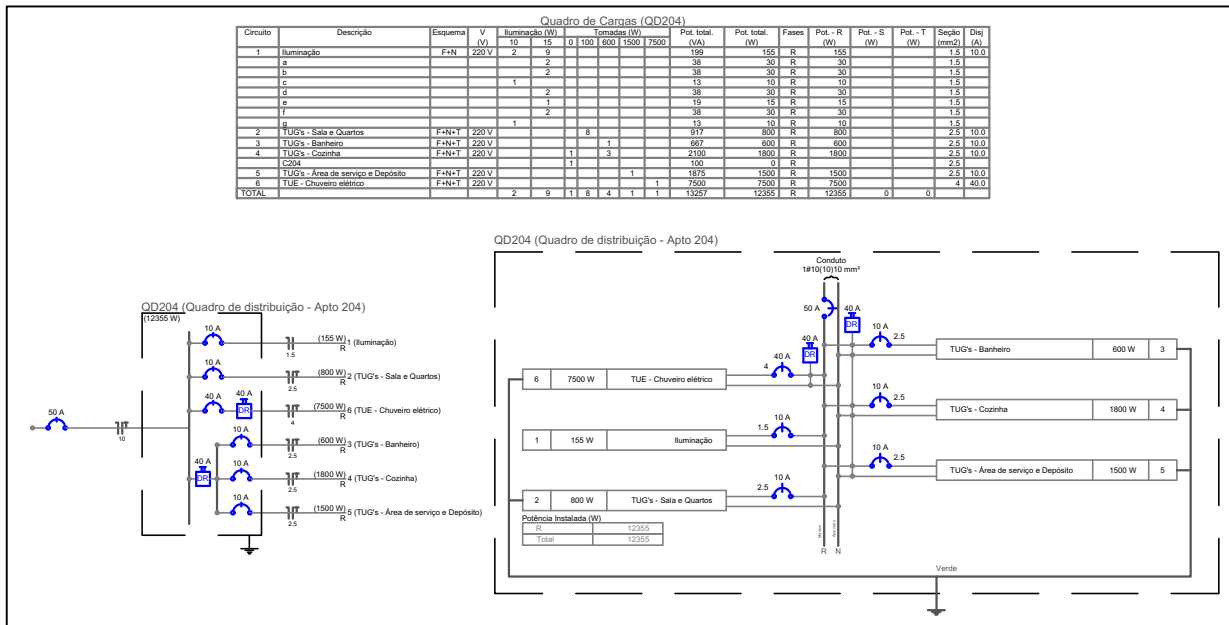 Quadro de Cargas (QD204)
Circuito Descrição Esquema V Iluminação (W) Tomadas (W) Pot. total. Pot. total. Fases Pot. - R Pot. - S Pot. - T Seção Disj
(V) 10 15 0 100 600 1500 7500 (VA) (W) (W) (W) (W) (mm2) (A)
1 Iluminação F+N 220 V 2 9 199 155 R 155 1.5 10.0
a 2 38 30 R 30 1.5
b 2 38 30 R 30 1.5
c 1 13 10 R 10 1.5
d 2 38 30 R 30 1.5
e 1 19 15 R 15 1.5
f 2 38 30 R 30 1.5
g 1 13 10 R 10 1.5
2 TUG's - Sala e Quartos F+N+T 220 V 8 917 800 R 800 2.5 10.0
3 TUG's - Banheiro F+N+T 220 V 1 667 600 R 600 2.5 10.0
4 TUG's - Cozinha F+N+T 220 V 1 3 2100 1800 R 1800 2.5 10.0
C204 1 100 0 R 2.5
5 TUG's - Área de serviço e Depósito F+N+T 220 V 1 1875 1500 R 1500 2.5 10.0
6 TUE - Chuveiro elétrico F+N+T 220 V 1 7500 7500 R 7500 4 40.0
TOTAL 2 9 1 8 4 1 1 13257 12355 R 12355 0 0
QD204 (Quadro de distribuição - Apto 204)
(12355 W)
50 A
10
10 A
1.5
(155 W) 1 (Iluminação)
R
10 A
2.5
(800 W) 2 (TUG's - Sala e Quartos)
R
40 A
40 A
DR
4
(7500 W) 6 (TUE - Chuveiro elétrico)
R
10 A
2.5
(600 W) 3 (TUG's - Banheiro)
R
40 A
DR
10 A
2.5
(1800 W) 4 (TUG's - Cozinha)
R
10 A
2.5
(1500 W) 5 (TUG's - Área de serviço e Depósito)
R
QD204 (Quadro de distribuição - Apto 204)
Conduto
1#10(10)10 mm²
50 A
40 A
DR
40 A
DR
10 A
2.5
TUG's - Banheiro 600 W 3
6 7500 W TUE - Chuveiro elétrico
4
40 A
10 A
2.5
TUG's - Cozinha 1800 W 4
1 155 W Iluminação
1.5
10 A
10 A
2.5
TUG's - Área de serviço e Depósito 1500 W 5
2 800 W TUG's - Sala e Quartos
2.5
10 A
Potência Instalada (W)
R 12355
Total 12355
R N
Verde